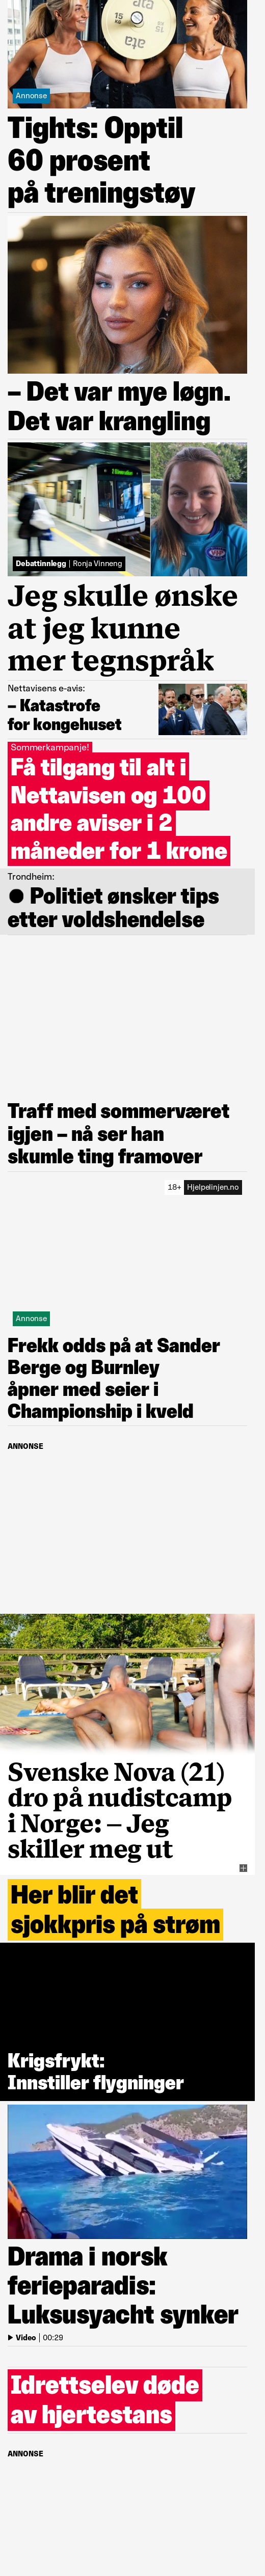 Annonse
Tights: Opptil
60 prosent
på treningstøy
– Det var mye løgn.
Det var krangling
Debattinnlegg | Ronja Vinneng
Jeg skulle ønske
at jeg kunne
mer tegnspråk
Nettavisens e-avis:
– Katastrofe
for kongehuset
Sommerkampanje!
Få tilgang til alt i
Nettavisen og 100
andre aviser i 2
måneder for 1 krone
Trondheim:
● Politiet ønsker tips
etter voldshendelse
Traff med sommerværet
igjen – nå ser han
skumle ting framover
18+ Hjelpelinjen.no
Annonse
Frekk odds på at Sander
Berge og Burnley
åpner med seier i
Championship i kveld
ANNONSE
Svenske Nova (21)
dro på nudistcamp
i Norge: – Jeg
skiller meg ut
Her blir det
sjokkpris på strøm
Krigsfrykt:
Innstiller flygninger
Drama i norsk
ferieparadis:
Luksusyacht synker
Video | 00:29
Idrettselev døde
av hjertestans
ANNONSE